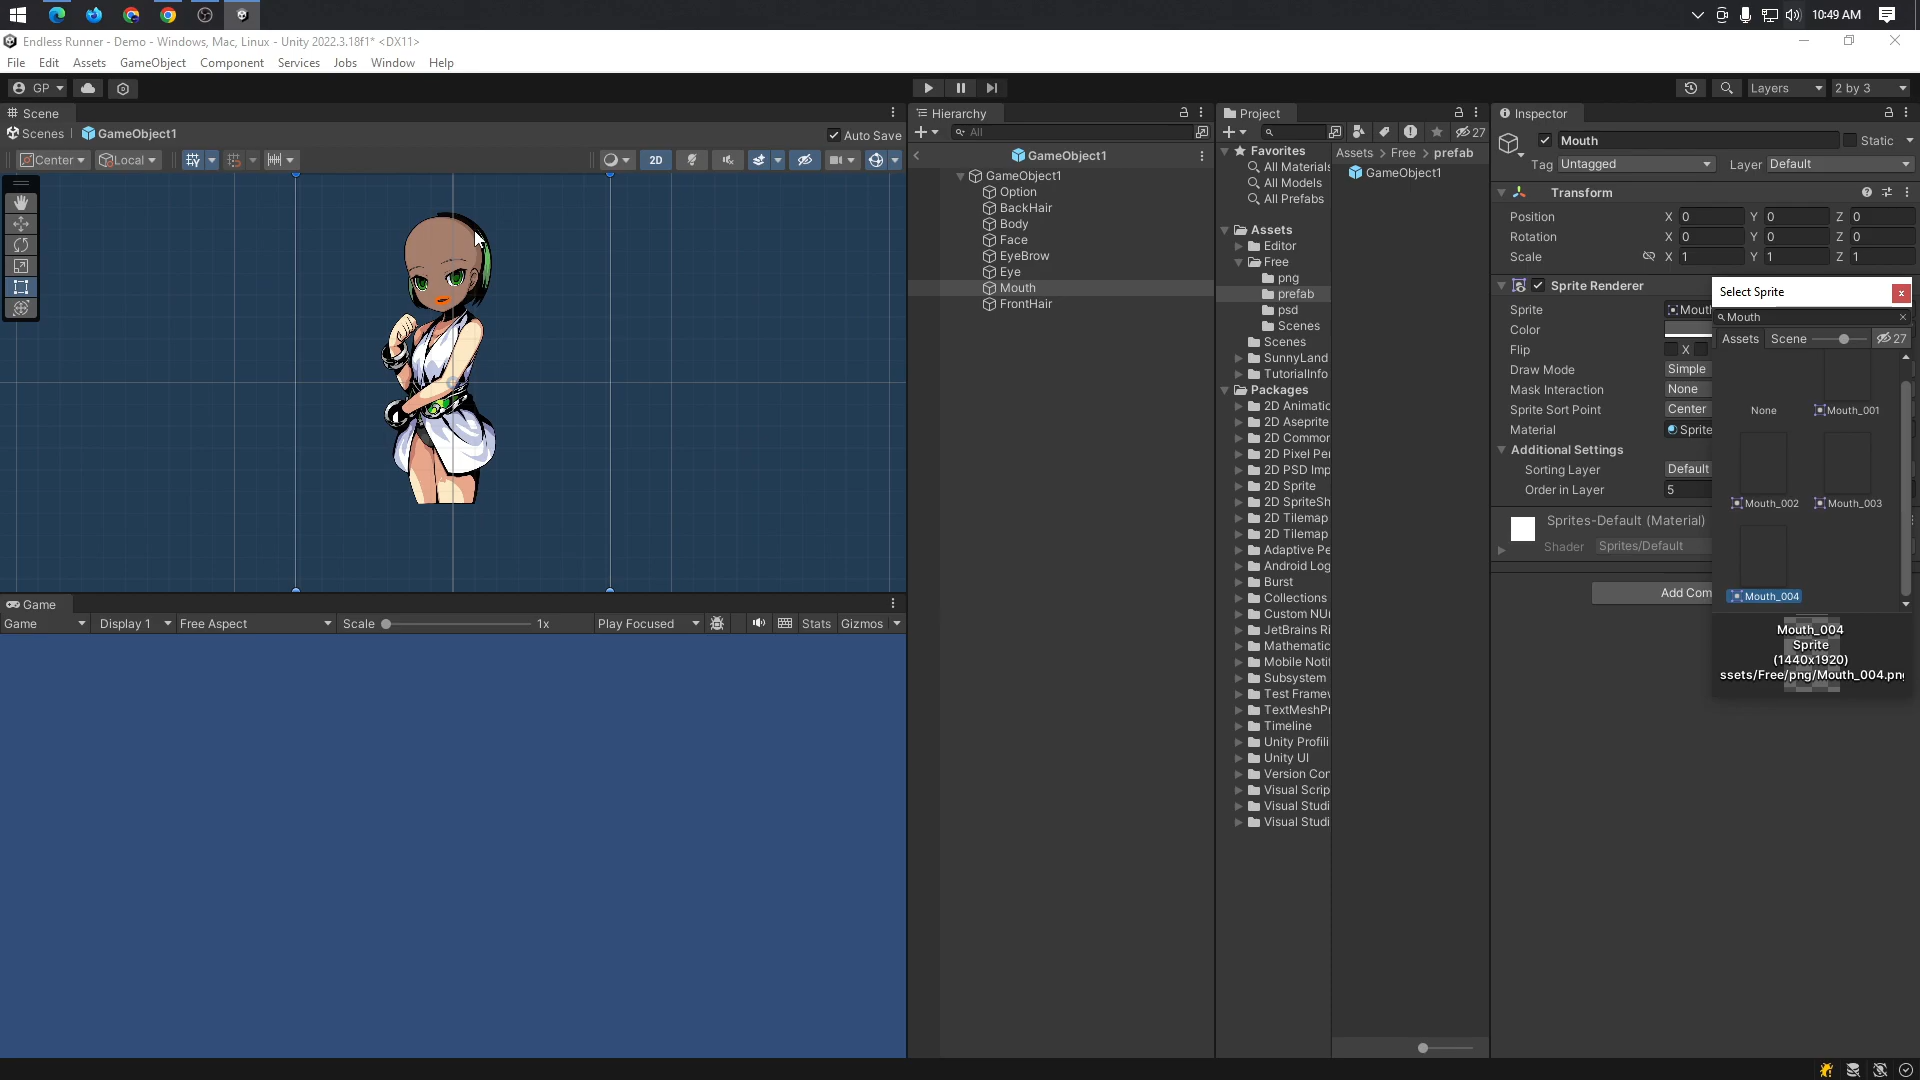 10:49 AM
Endless Runner - Demo - Windows, Mac, Linux - Unity 2022.3.18f1* <DX11>
File Edit Assets GameObject Component Services Jobs Window Help
GP
Layers
2 by 3
Scene
Scenes
GameObject1
Auto Save
Center
Local
2D
Hierarchy
All
GameObject1
GameObject1
Option
BackHair
Body
Face
EyeBrow
Eye
Mouth
FrontHair
Project
27
Favorites
All Materials
All Models
All Prefabs
Assets
Editor
Free
png
prefab
psd
Scenes
Scenes
SunnyLand
TutorialInfo
Packages
2D Animatic
2D Aseprite
2D Common
2D Pixel Per
2D PSD Imp
2D Sprite
2D SpriteSh
2D Tilemap
2D Tilemap
Adaptive Pe
Android Log
Burst
Collections
Custom NUn
JetBrains Ri
Mathematic
Mobile Notif
Subsystem
Test Framew
TextMeshPr
Timeline
Unity Profili
Unity UI
Version Con
Visual Scrip
Visual Studi
Visual Studi
Assets > Free > prefab
GameObject1
Inspector
Mouth
Static
Tag Untagged
Layer Default
Transform
Position X 0 Y 0 Z 0
Rotation X 0 Y 0 Z 0
Scale X 1 Y 1 Z 1
Sprite Renderer
Sprite Mouth
Color
Flip X
Draw Mode Simple
Mask Interaction None
Sprite Sort Point Center
Material Sprite
Additional Settings
Sorting Layer Default
Order in Layer 5
Sprites-Default (Material)
Shader Sprites/Default
Add Com
Select Sprite
x
Mouth
Assets Scene 27
None Mouth_001
Mouth_002 Mouth_003
Mouth_004
Mouth_004
Sprite
(1440x1920)
ssets/Free/png/Mouth_004.png
Game
Game Display 1 Free Aspect Scale 1x Play Focused Stats Gizmos